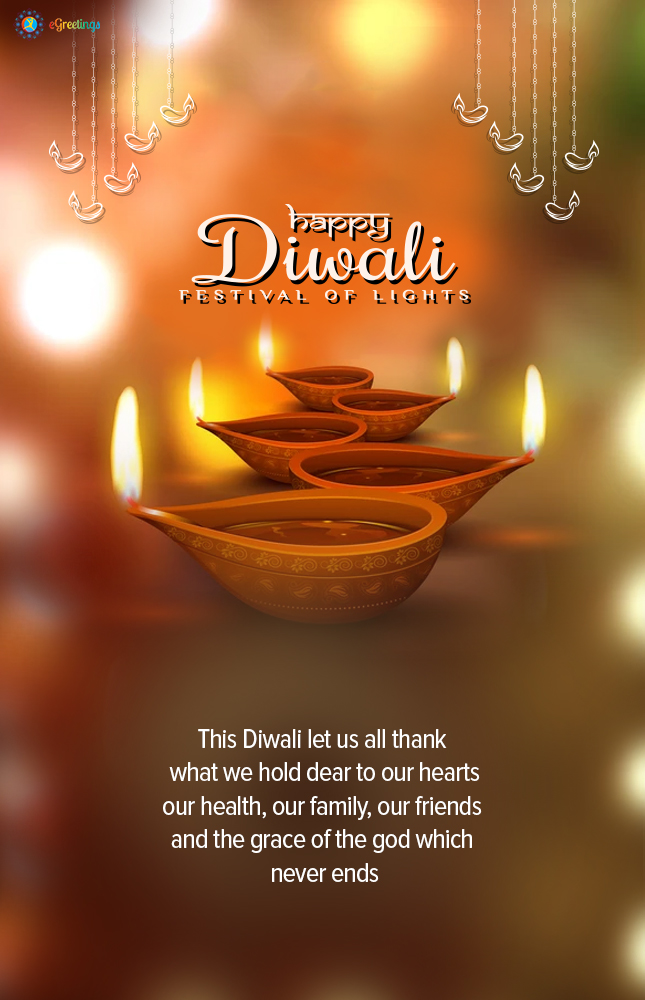 eGreetings
happy
Diwali
FESTIVAL OF LIGHTS
This Diwali let us all thank
what we hold dear to our hearts
our health, our family, our friends
and the grace of the god which
never ends